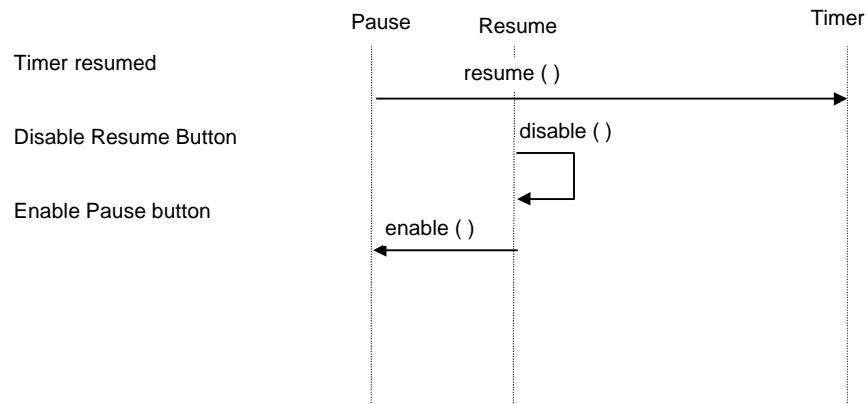 Pause Resume Timer
Timer resumed
resume ( )
Disable Resume Button
disable ( )
Enable Pause button
enable ( )